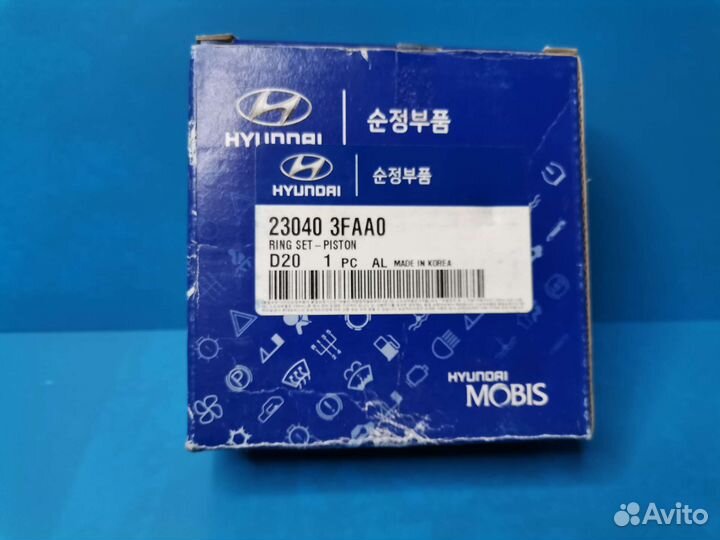 HYUNDAI
순정부품
HYUNDAI
순정부품
23040 3FAA0
RING SET-PISTON
D20 1 PC AL MADE IN KOREA
HYUNDAI
MOBIS
Avito